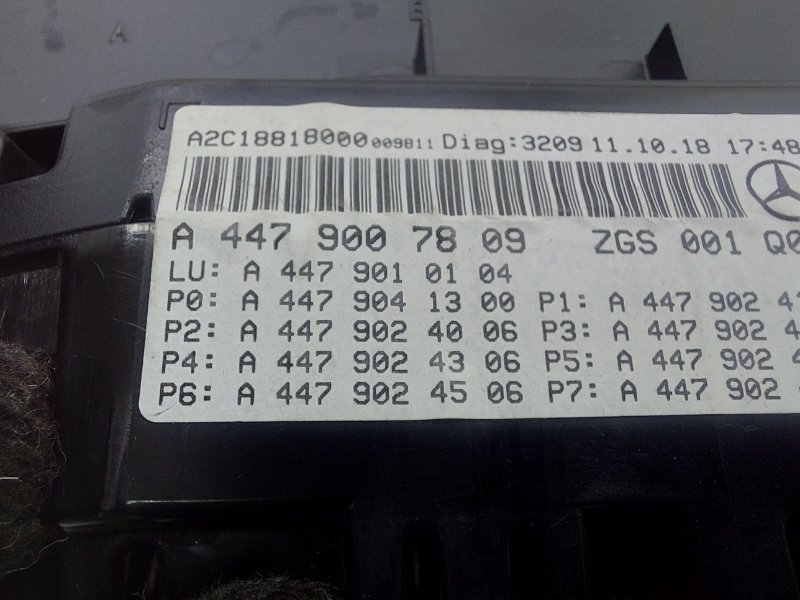 A
A2C18818000009811 Diag:3209 11.10.18 17:48
A 447 900 78 09 ZGS 001
LU: A 447 901 01 04
P0: A 447 904 13 00 P1: A 447 902
P2: A 447 902 40 06 P3: A 447 902
P4: A 447 902 43 06 P5: A 447 902
P6: A 447 902 45 06 P7: A 447 902